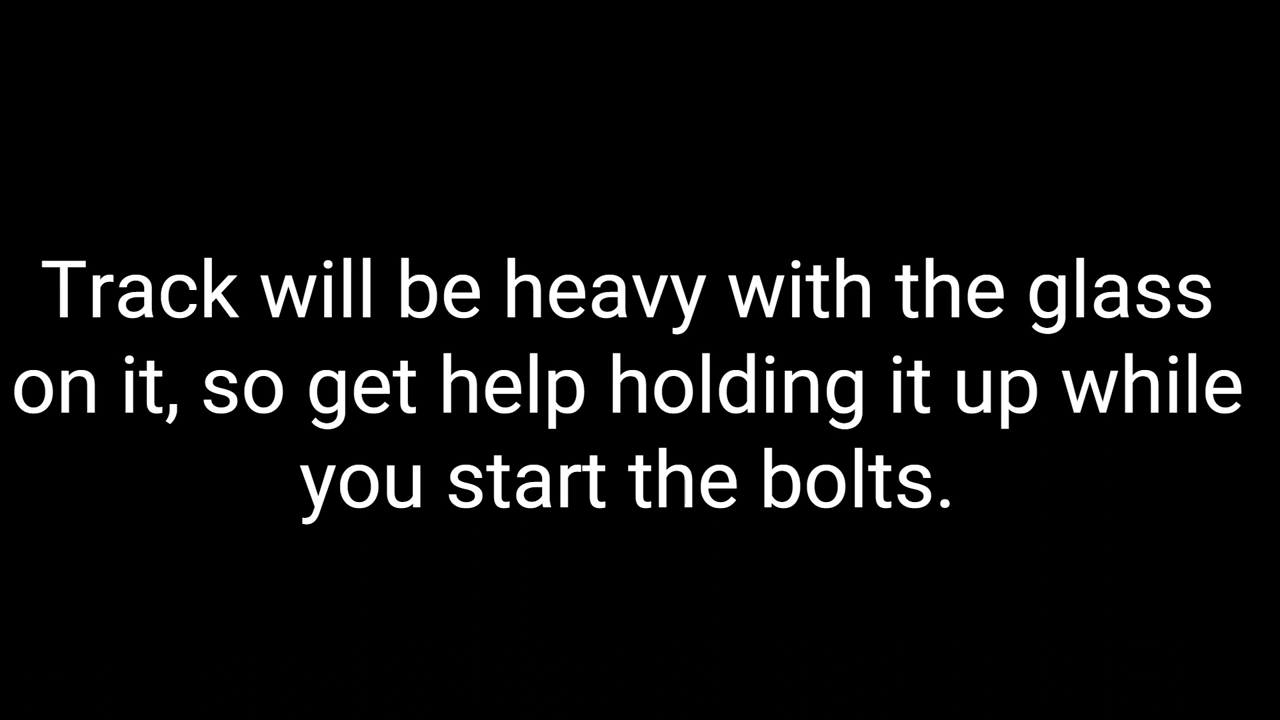 Track will be heavy with the glass
on it, so get help holding it up while
you start the bolts.